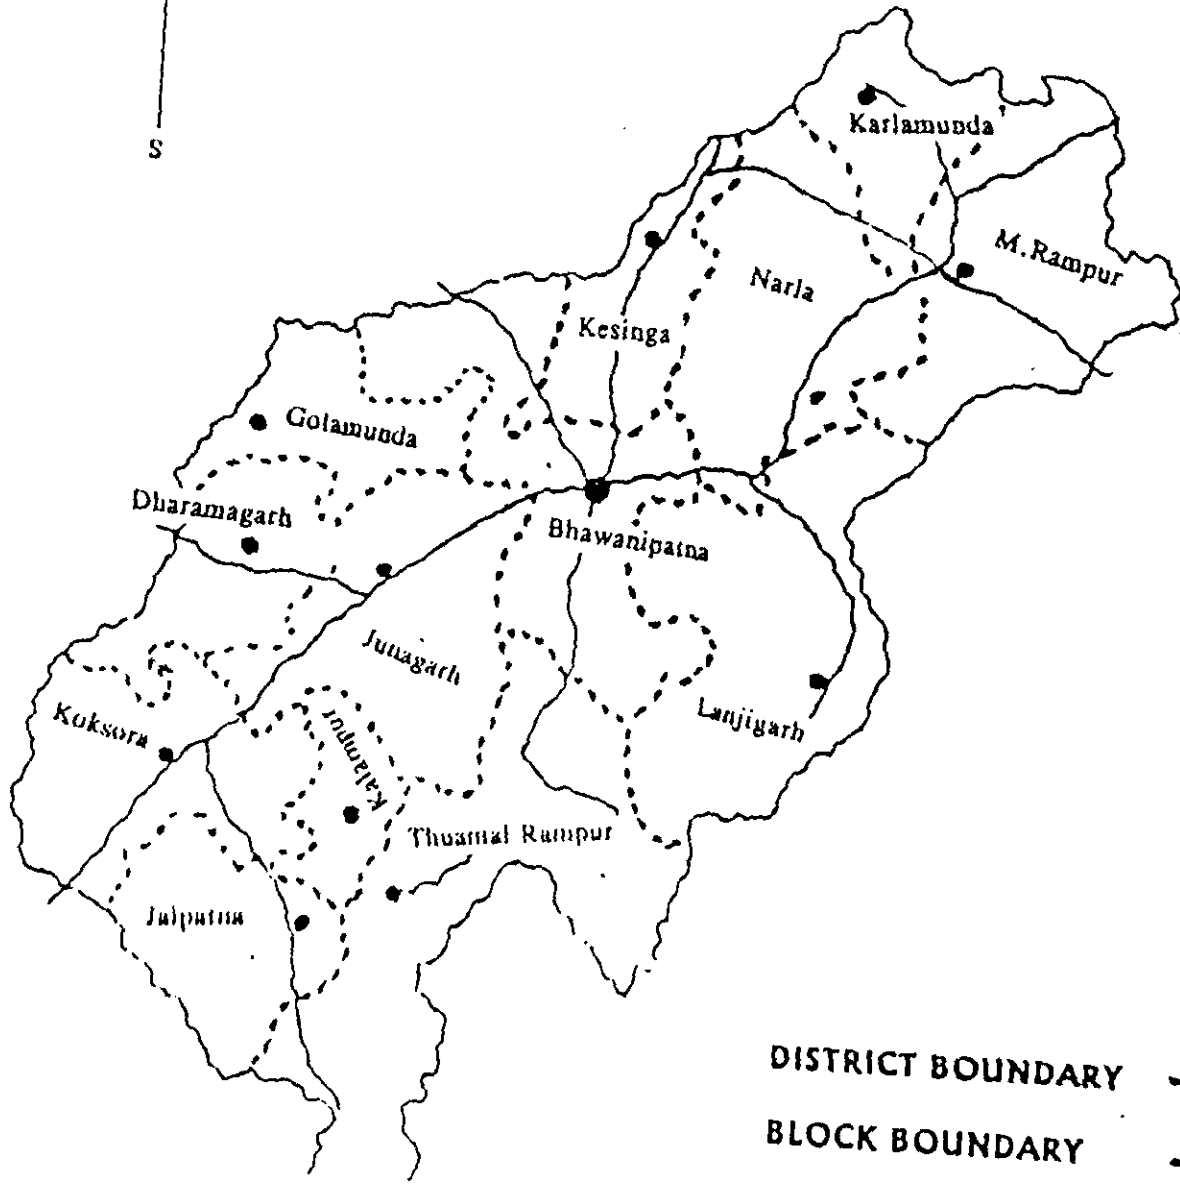 S
Karlamunda
M.Rampur
Narla
Kesinga
Golamunda
Dharamagarh
Bhawanipatna
Junagarh
Lanjigarh
Koksora
Kalampur
Thuamal Rampur
Jaipatna
DISTRICT BOUNDARY
BLOCK BOUNDARY